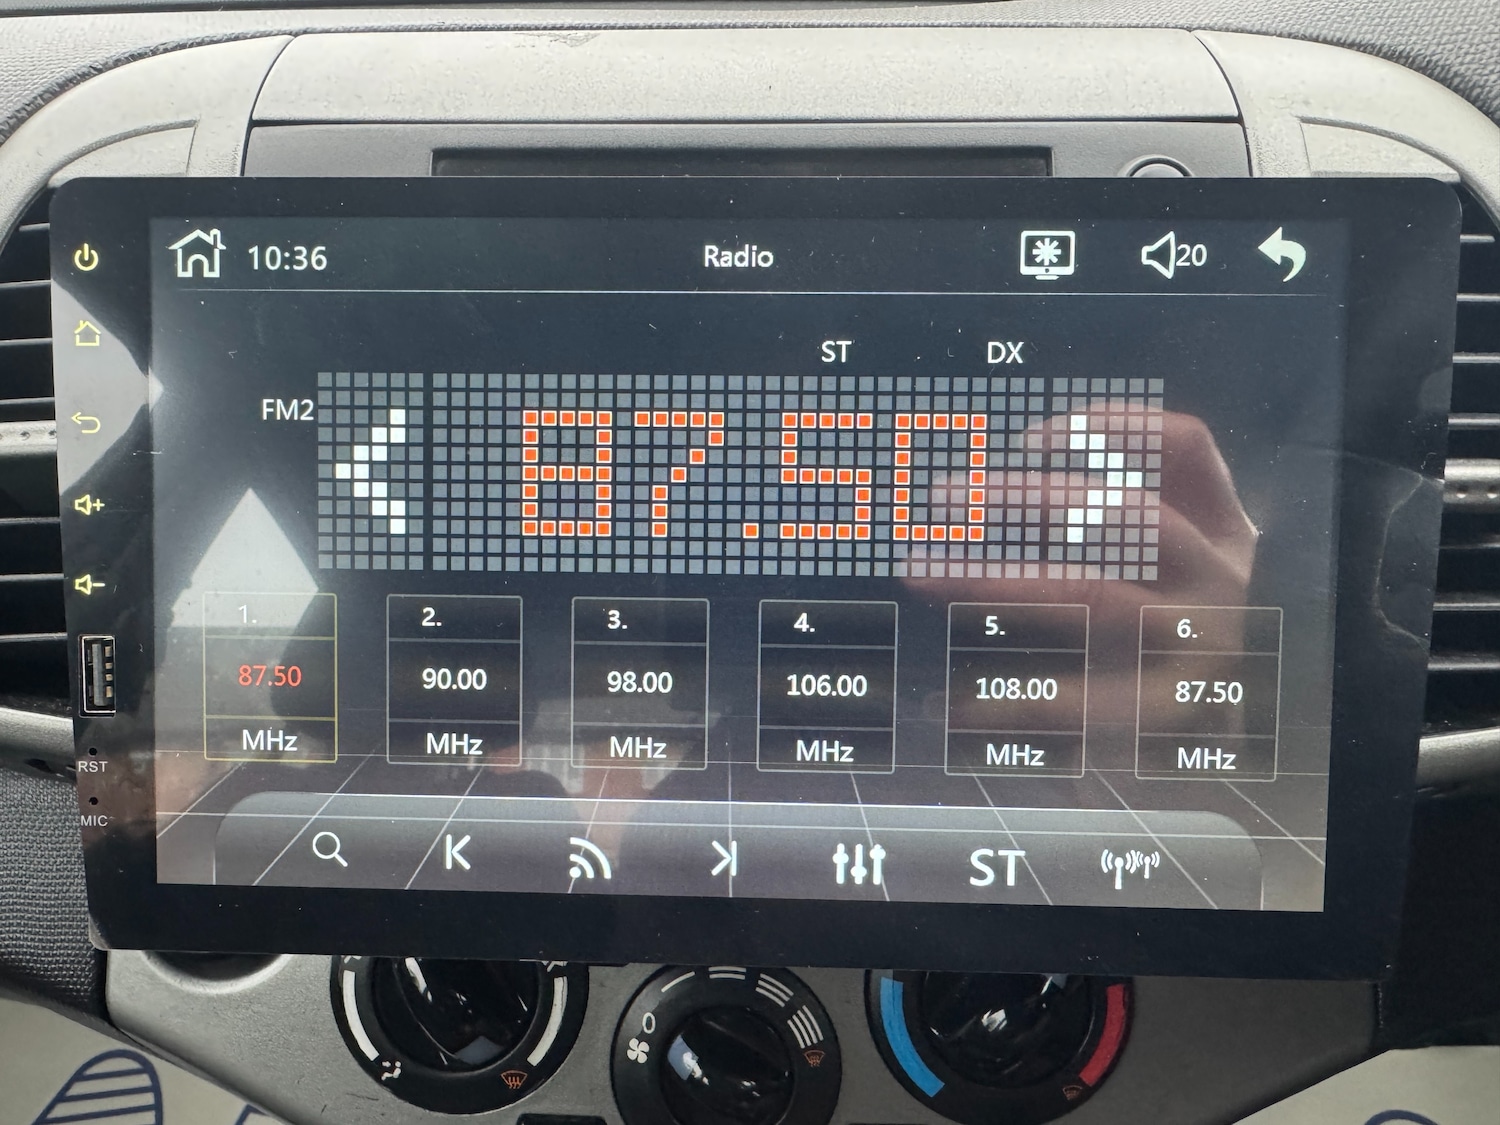 10:36
Radio
20
ST
DX
FM2
87.50
1.
2.
3.
4.
5.
6.
87.50
90.00
98.00
106.00
108.00
87.50
MHz
MHz
MHz
MHz
MHz
MHz
ST
RST
MIC
0